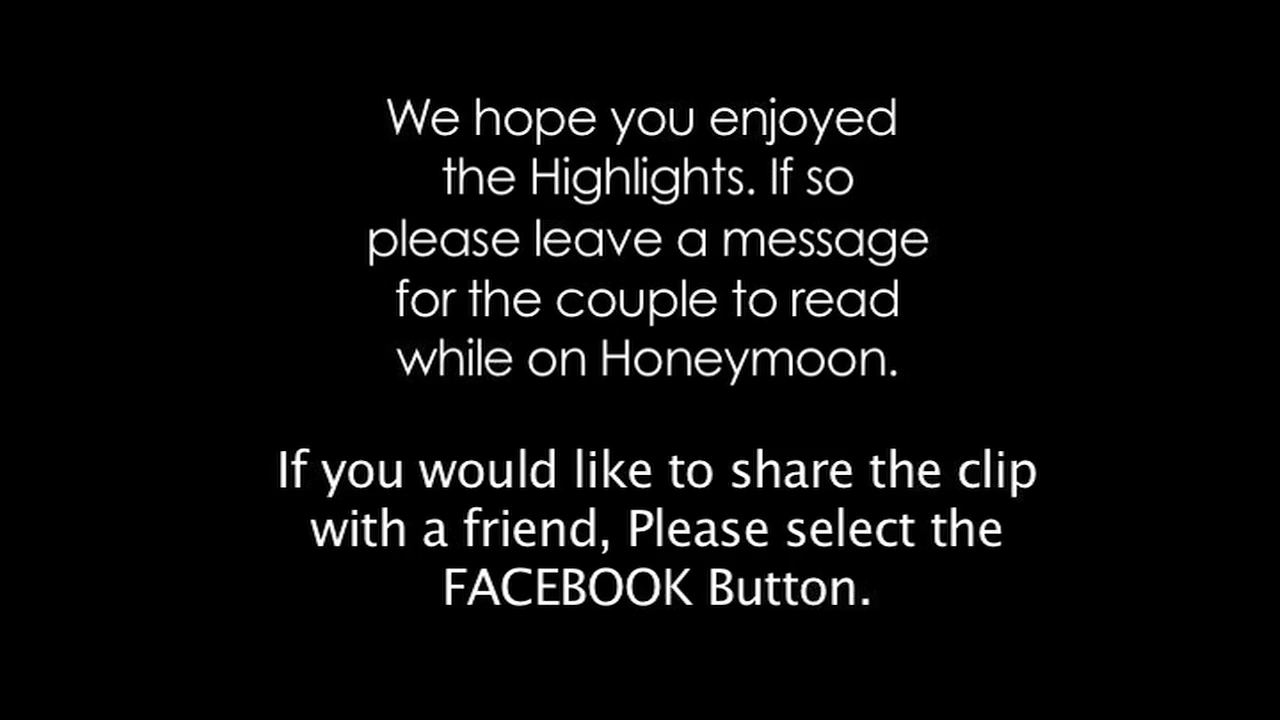 We hope you enjoyed
the Highlights. If so
please leave a message
for the couple to read
while on Honeymoon.
If you would like to share the clip
with a friend, Please select the
FACEBOOK Button.